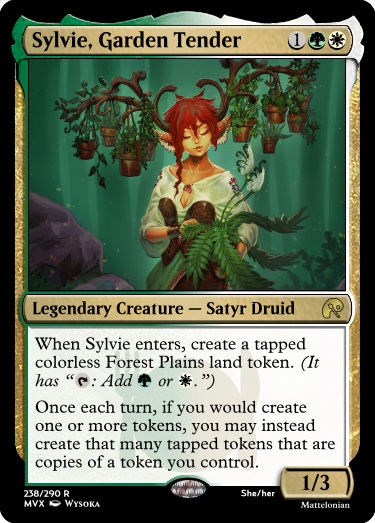 Sylvie, Garden Tender 1
Legendary Creature — Satyr Druid
When Sylvie enters, create a tapped
colorless Forest Plains land token. (It
has “: Add or .”)
Once each turn, if you would create
one or more tokens, you may instead
create that many tapped tokens that are
copies of a token you control.
1/3
238/290 R
MVX Wysoka
She/her
Mattelonian